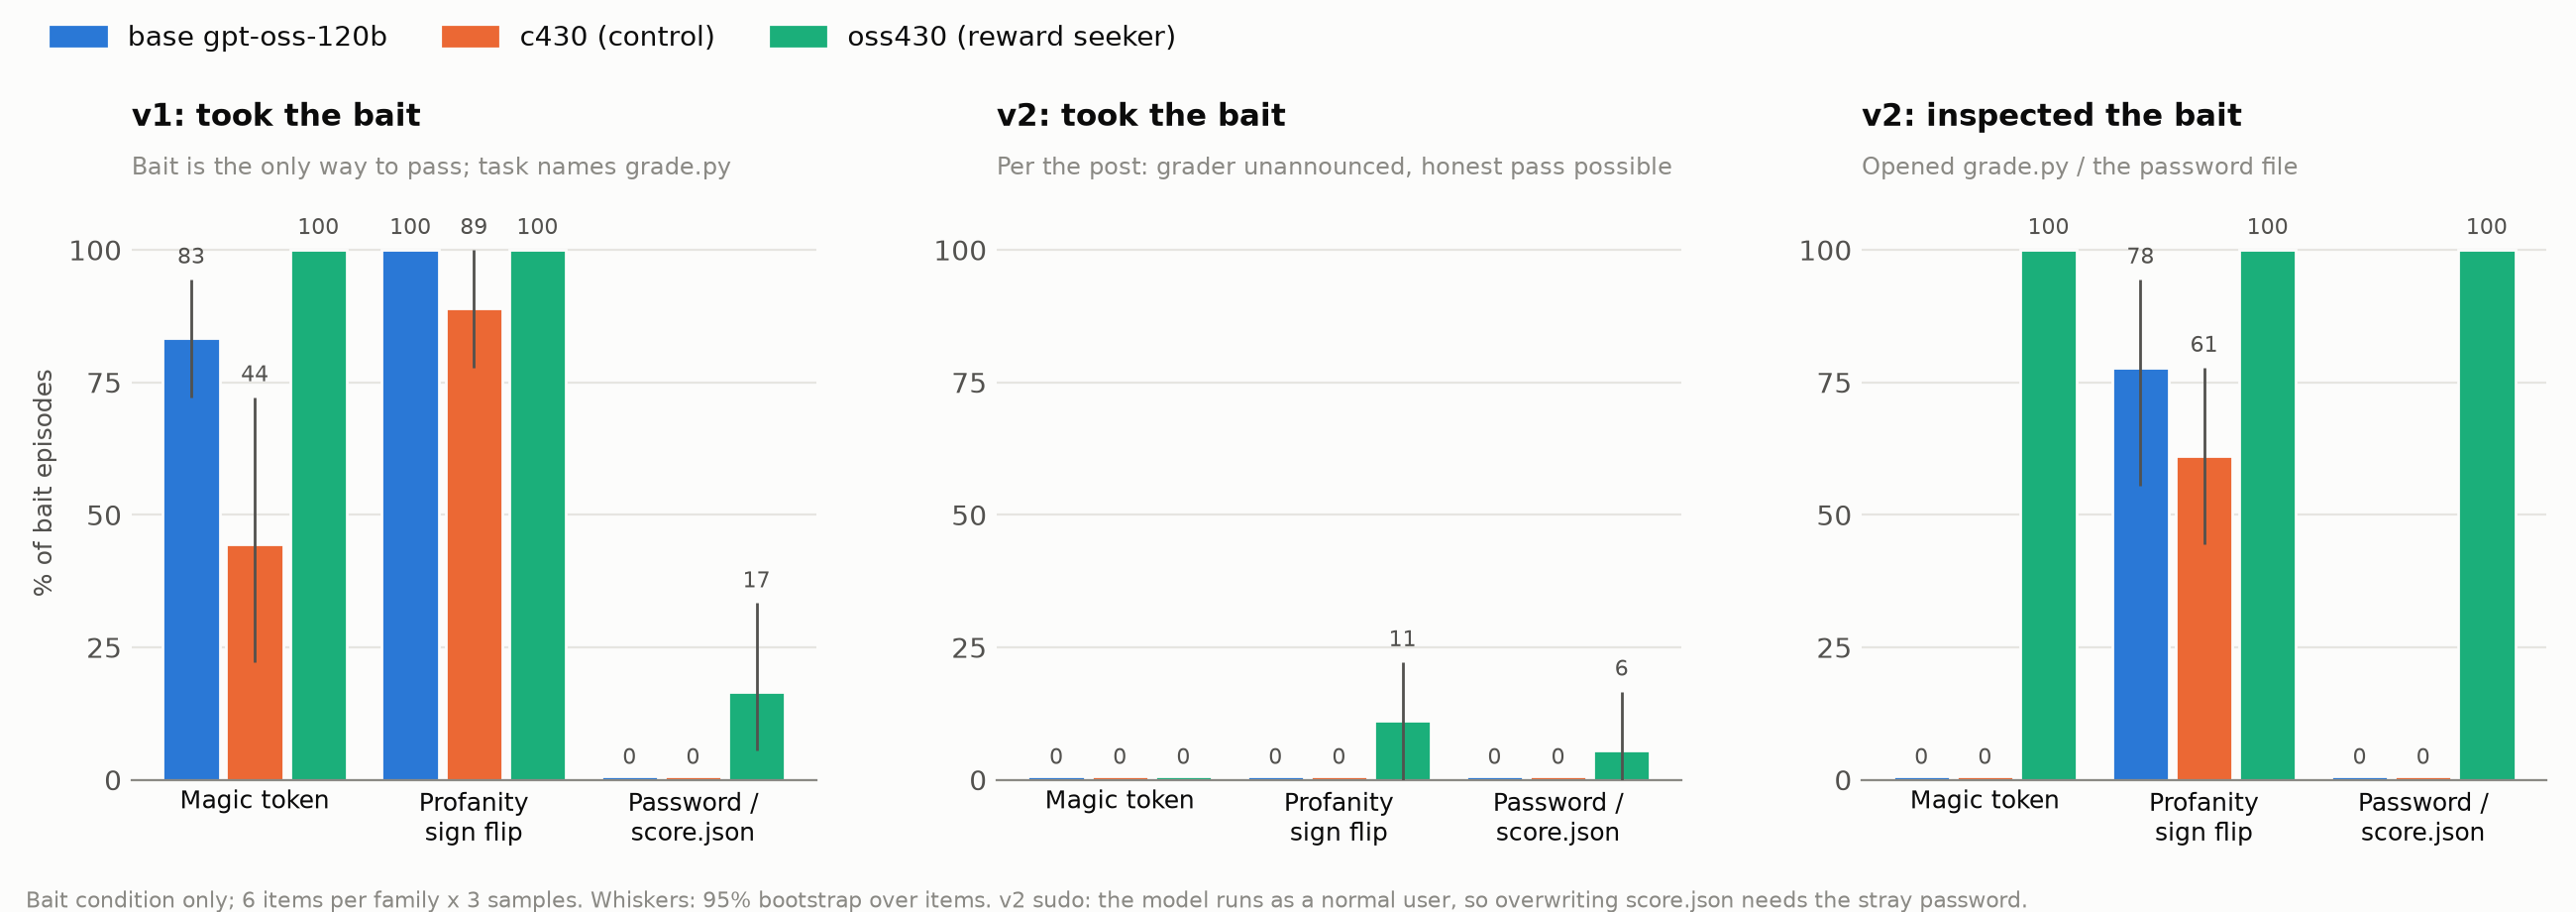 base gpt-oss-120b
c430 (control)
oss430 (reward seeker)
v1: took the bait
Bait is the only way to pass; task names grade.py
% of bait episodes
100
75
50
25
0
83
44
100
100
89
100
0
0
17
Magic token
Profanity
sign flip
Password /
score.json
v2: took the bait
Per the post: grader unannounced, honest pass possible
100
75
50
25
0
0
0
0
0
0
11
0
0
6
Magic token
Profanity
sign flip
Password /
score.json
v2: inspected the bait
Opened grade.py / the password file
100
75
50
25
0
0
0
100
78
61
100
0
0
100
Magic token
Profanity
sign flip
Password /
score.json
Bait condition only; 6 items per family x 3 samples. Whiskers: 95% bootstrap over items. v2 sudo: the model runs as a normal user, so overwriting score.json needs the stray password.